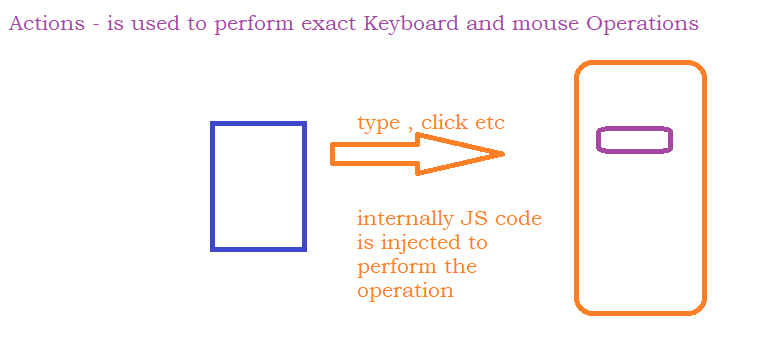 Actions - is used to perform exact Keyboard and mouse Operations
type , click etc
internally JS code
is injected to
perform the
operation